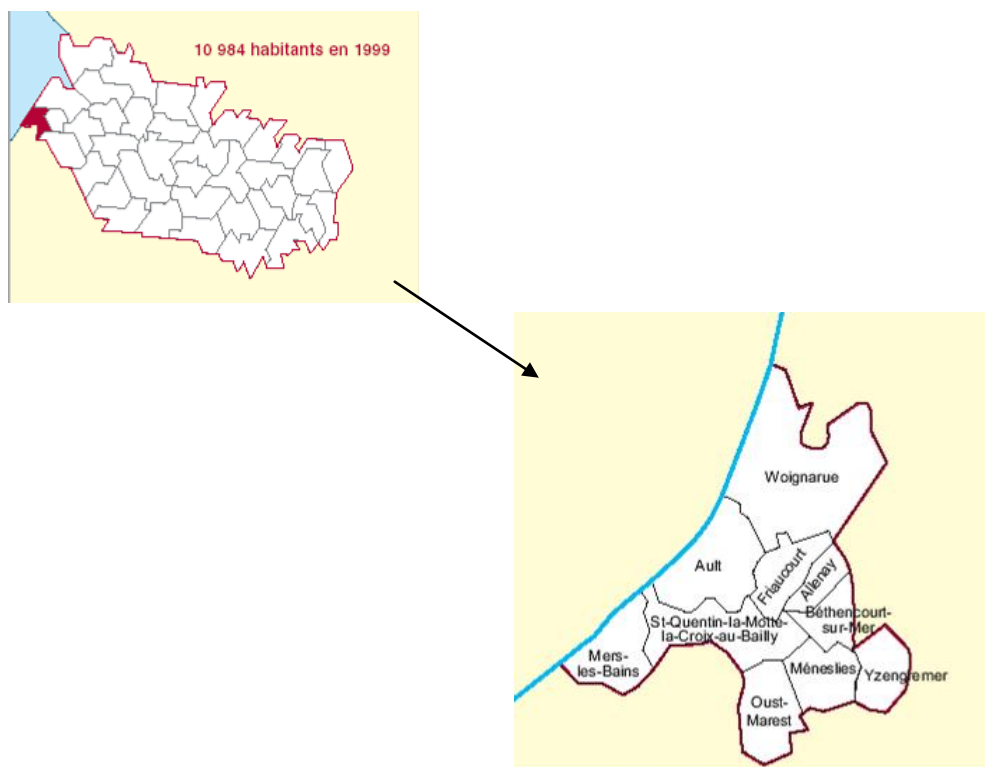 10 984 habitants en 1999
Woignarue
Ault
Friaucourt
Allenay
Béthencourt-
sur-Mer
St-Quentin-la-Motte-
la-Croix-au-Bailly
Mers-
les-Bains
Méneslies
Yzengremer
Oust-
Marest